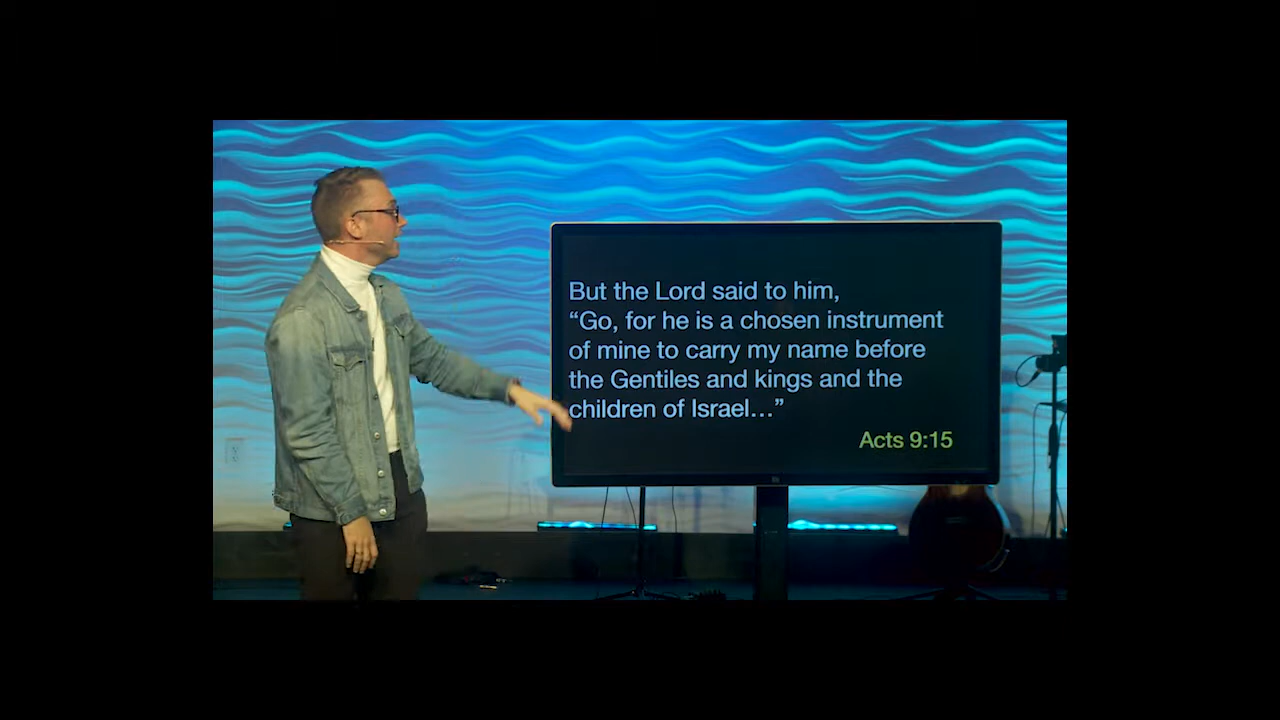 But the Lord said to him,
“Go, for he is a chosen instrument
of mine to carry my name before
the Gentiles and kings and the
children of Israel…”
Acts 9:15